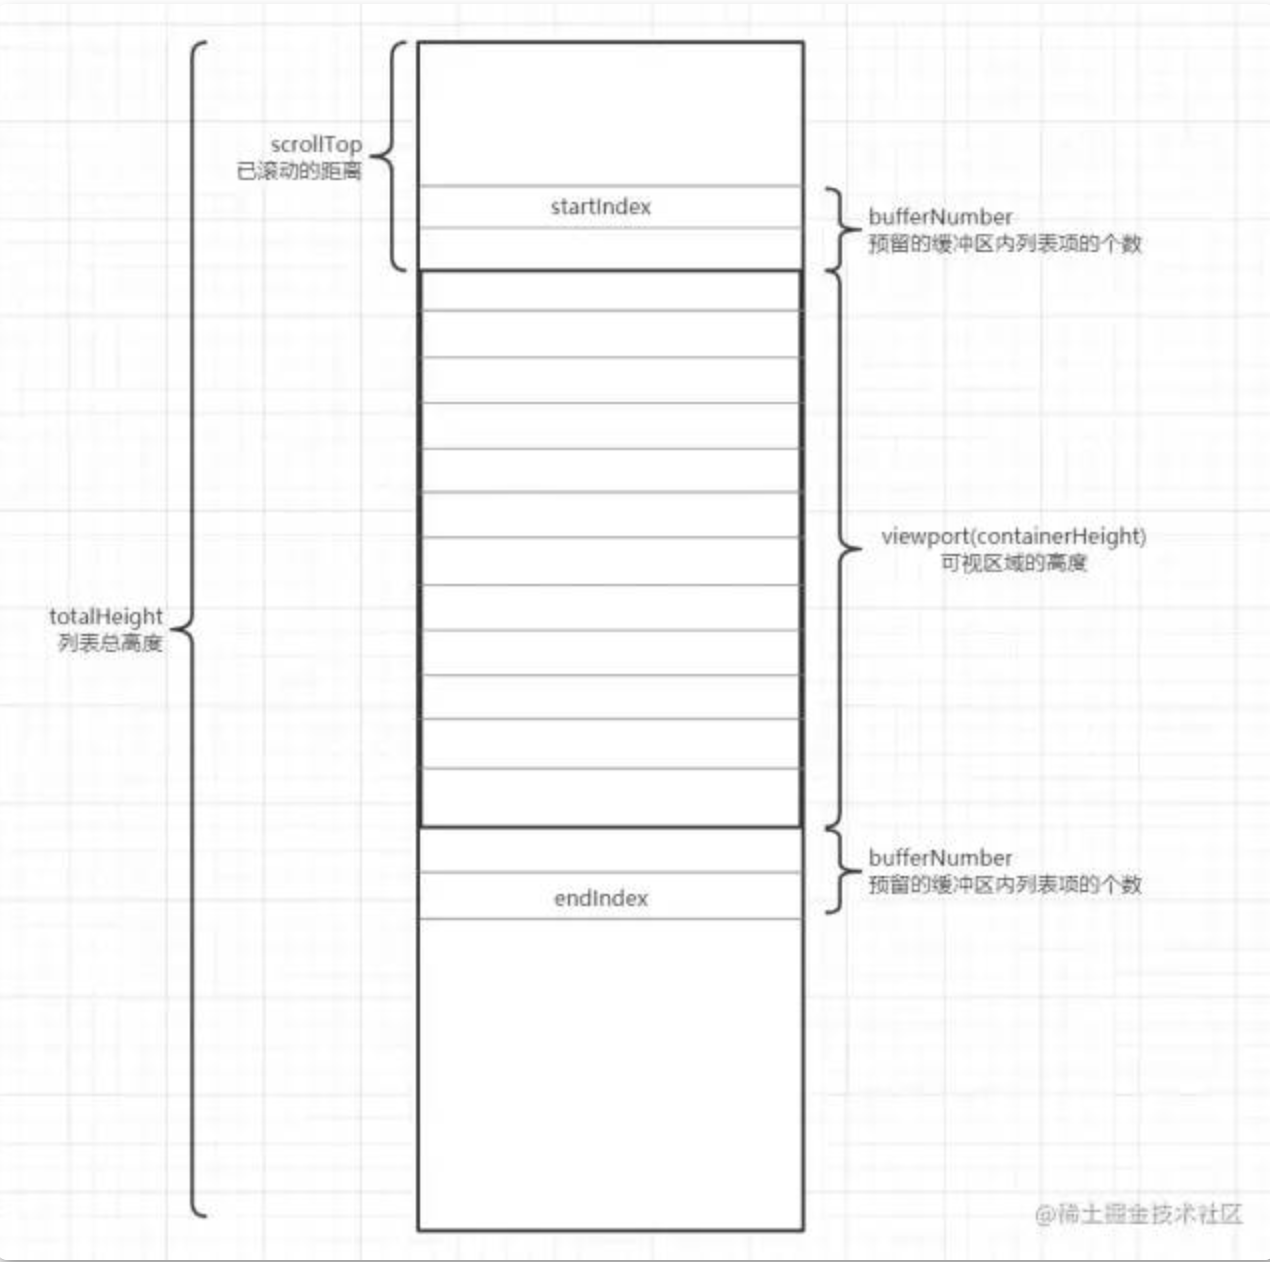 scrollTop
已滚动的距离
startIndex
bufferNumber
预留的缓冲区内列表项的个数
viewport(containerHeight)
可视区域的高度
totalHeight
列表总高度
bufferNumber
预留的缓冲区内列表项的个数
endIndex
@稀土掘金技术社区